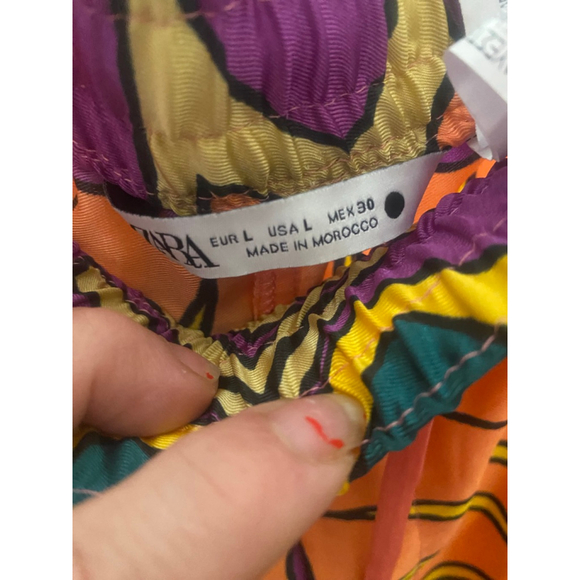 ZARA EUR L USA L MEX 30
MADE IN MOROCCO